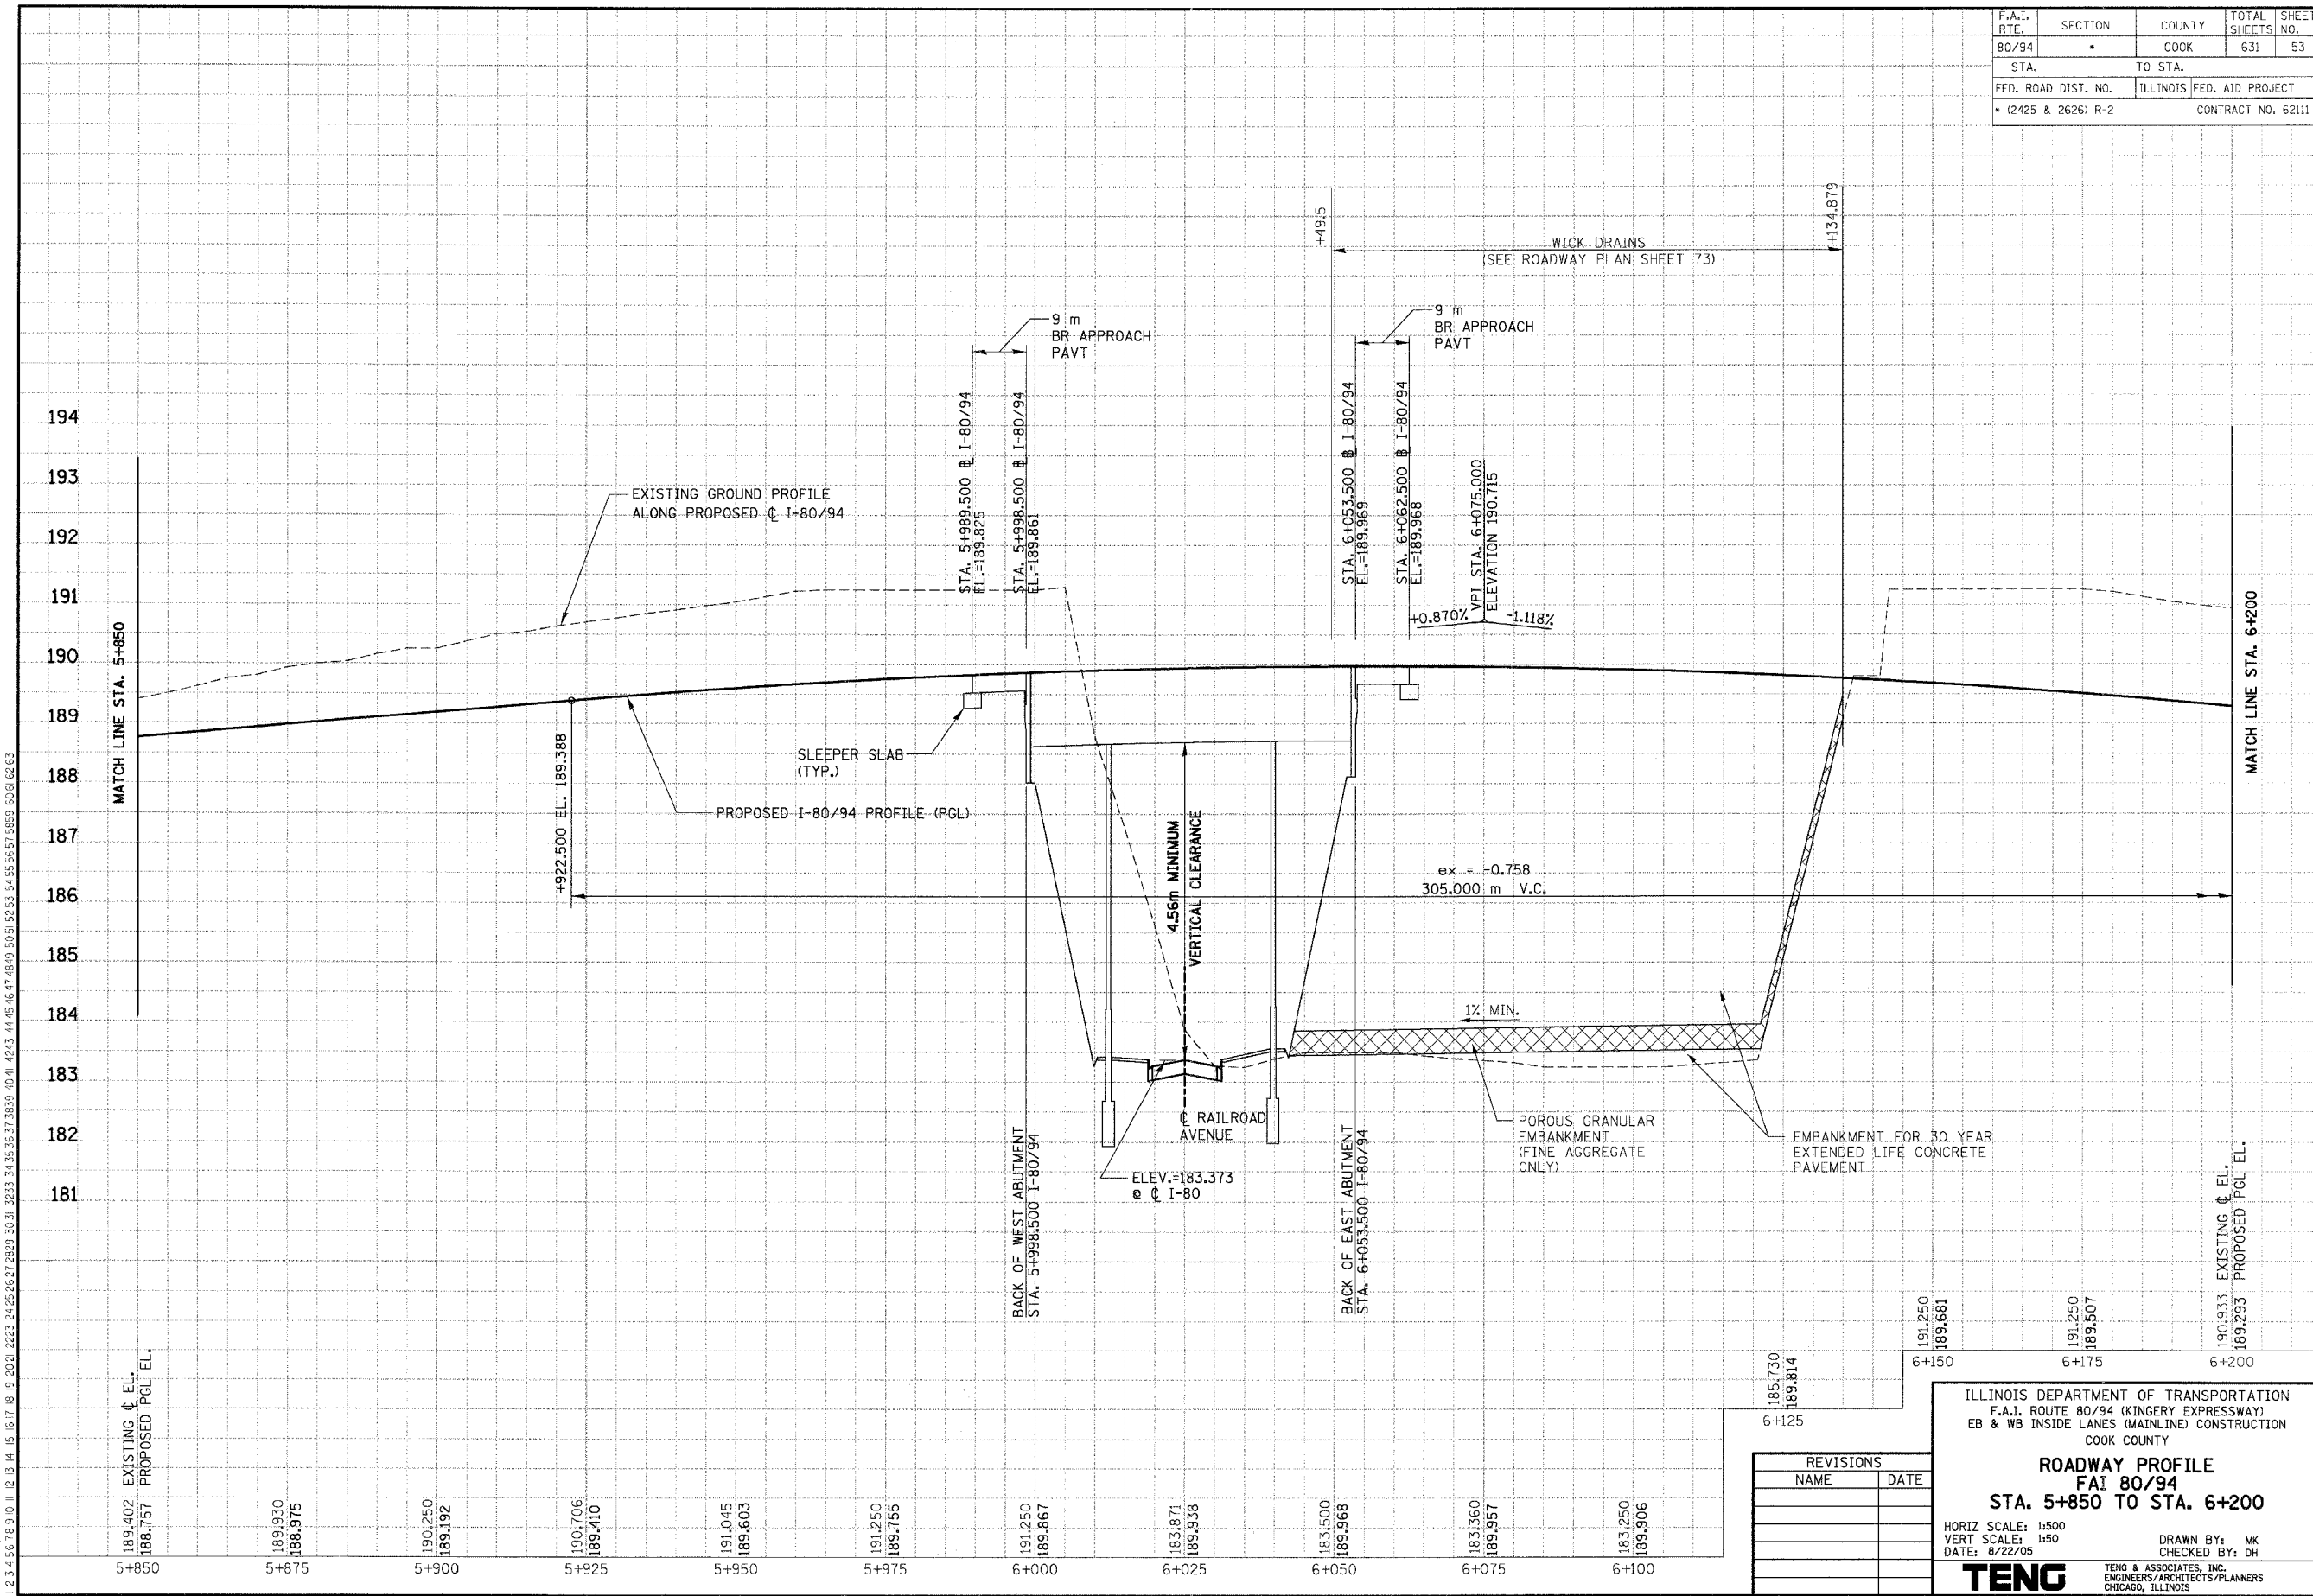 F.A.I. RTE. SECTION COUNTY TOTAL SHEETS SHEET NO.
80/94 * COOK 631 53
STA. TO STA.
FED. ROAD DIST. NO. ILLINOIS FED. AID PROJECT
* (2425 & 2626) R-2 CONTRACT NO. 62111
+49.5
+134.879
WICK DRAINS
(SEE ROADWAY PLAN SHEET 73)
9 m
BR APPROACH
PAVT
9 m
BR APPROACH
PAVT
194
193
192
191
190
189
188
187
186
185
184
183
182
181
MATCH LINE STA. 5+850
EXISTING GROUND PROFILE
ALONG PROPOSED ℄ I-80/94
STA. 5+989.500 B I-80/94
EL.=189.825
STA. 5+998.500 B I-80/94
EL.=189.861
STA. 6+053.500 B I-80/94
EL.=189.969
STA. 6+062.500 B I-80/94
EL.=189.968
VPI STA. 6+075.000
ELEVATION 190.715
+0.870% -1.118%
MATCH LINE STA. 6+200
SLEEPER SLAB
(TYP.)
PROPOSED I-80/94 PROFILE (PGL)
+922.500 EL. 189.388
4.56m MINIMUM
VERTICAL CLEARANCE
ex = -0.758
305.000 m V.C.
1% MIN.
℄ RAILROAD
AVENUE
ELEV.=183.373
@ ℄ I-80
POROUS GRANULAR
EMBANKMENT
(FINE AGGREGATE
ONLY)
EMBANKMENT FOR 30 YEAR
EXTENDED LIFE CONCRETE
PAVEMENT
BACK OF WEST ABUTMENT
STA. 5+998.500 I-80/94
BACK OF EAST ABUTMENT
STA. 6+053.500 I-80/94
189.402 EXISTING ℄ EL.
188.757 PROPOSED PGL EL.
5+850
189.930
188.975
5+875
190.250
189.192
5+900
190.706
189.410
5+925
191.045
189.603
5+950
191.250
189.755
5+975
191.250
189.867
6+000
183.871
189.938
6+025
183.500
189.968
6+050
183.360
189.957
6+075
183.250
189.906
6+100
185.730
189.814
6+125
191.250
189.681
6+150
191.250
189.507
6+175
190.933 EXISTING ℄ EL.
189.293 PROPOSED PGL EL.
6+200
REVISIONS
NAME DATE
ILLINOIS DEPARTMENT OF TRANSPORTATION
F.A.I. ROUTE 80/94 (KINGERY EXPRESSWAY)
EB & WB INSIDE LANES (MAINLINE) CONSTRUCTION
COOK COUNTY
ROADWAY PROFILE
FAI 80/94
STA. 5+850 TO STA. 6+200
HORIZ SCALE: 1:500
VERT SCALE: 1:50
DATE: 8/22/05
DRAWN BY: MK
CHECKED BY: DH
TENG
TENG & ASSOCIATES, INC.
ENGINEERS/ARCHITECTS/PLANNERS
CHICAGO, ILLINOIS